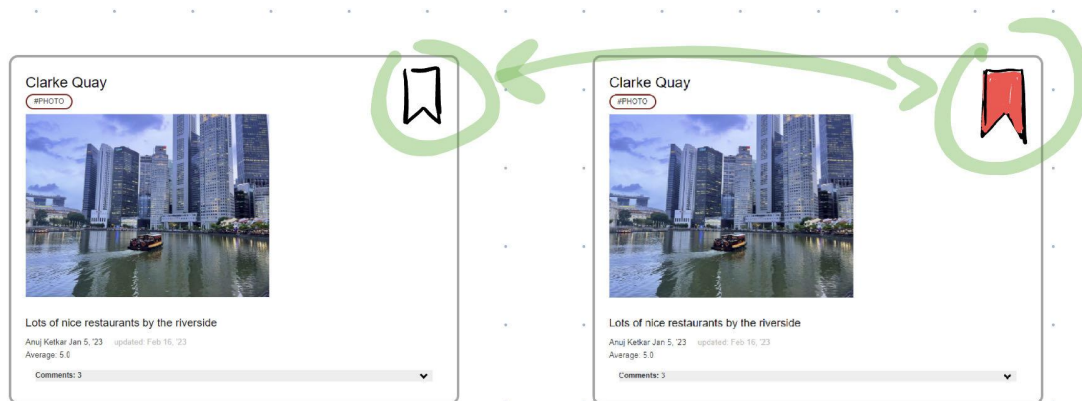 Clarke Quay
#PHOTO
Lots of nice restaurants by the riverside
Anuj Ketkar Jan 5, '23 updated: Feb 16, '23
Average: 5.0
Comments: 3
Clarke Quay
#PHOTO
Lots of nice restaurants by the riverside
Anuj Ketkar Jan 5, '23 updated: Feb 16, '23
Average: 5.0
Comments: 3